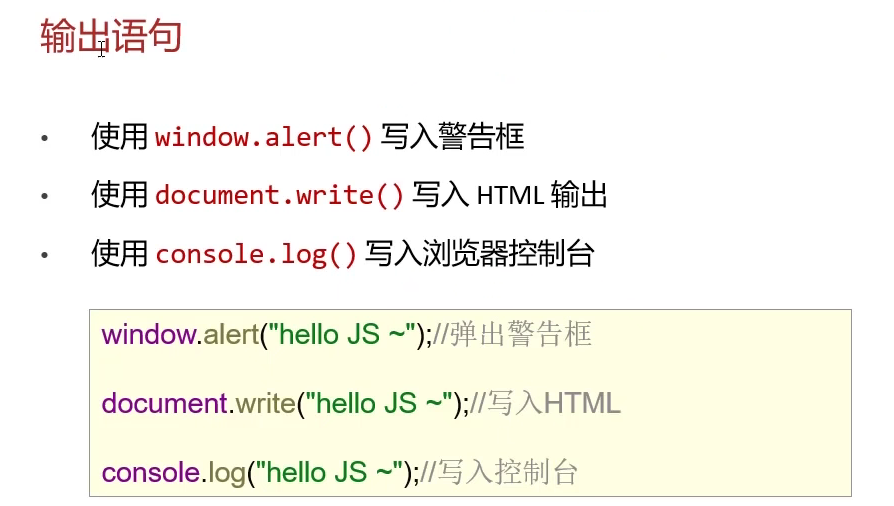 输出语句
• 使用 window.alert() 写入警告框
• 使用 document.write() 写入 HTML 输出
• 使用 console.log() 写入浏览器控制台
window.alert("hello JS ~");//弹出警告框
document.write("hello JS ~");//写入HTML
console.log("hello JS ~");//写入控制台